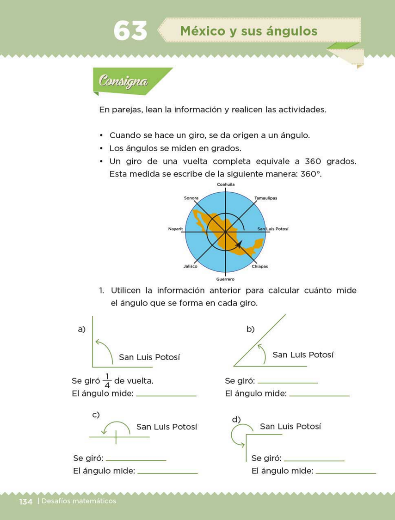 63
México y sus ángulos
Consigna
En parejas, lean la información y realicen las actividades.
• Cuando se hace un giro, se da origen a un ángulo.
• Los ángulos se miden en grados.
• Un giro de una vuelta completa equivale a 360 grados.
Esta medida se escribe de la siguiente manera: 360°.
Coahuila
Sonora
Tamaulipas
Nayarit
San Luis Potosí
Jalisco
Chiapas
Guerrero
1. Utilicen la información anterior para calcular cuánto mide
el ángulo que se forma en cada giro.
a)
San Luis Potosí
Se giró 1/4 de vuelta.
El ángulo mide:
b)
San Luis Potosí
Se giró:
El ángulo mide:
c)
San Luis Potosí
Se giró:
El ángulo mide:
d)
San Luis Potosí
Se giró:
El ángulo mide:
134 | Desafíos matemáticos